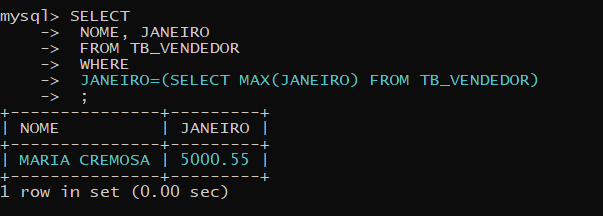 mysql> SELECT
    ->  NOME, JANEIRO
    ->  FROM TB_VENDEDOR
    ->  WHERE
    ->  JANEIRO=(SELECT MAX(JANEIRO) FROM TB_VENDEDOR)
    ->  ;
+---------------+---------+
| NOME          | JANEIRO |
+---------------+---------+
| MARIA CREMOSA | 5000.55 |
+---------------+---------+
1 row in set (0.00 sec)